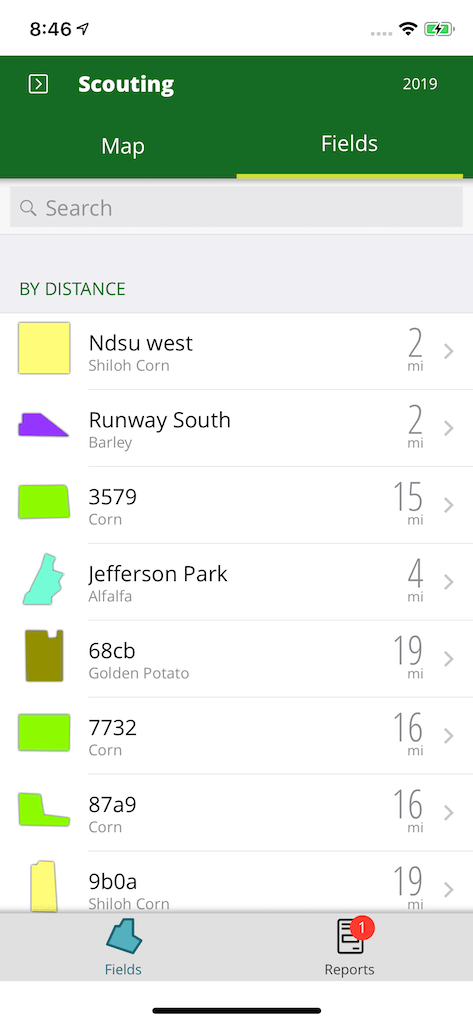 8:46
Scouting
2019
Map
Fields
Search
BY DISTANCE
Ndsu west
Shiloh Corn
2
mi
Runway South
Barley
2
mi
3579
Corn
15
mi
Jefferson Park
Alfalfa
4
mi
68cb
Golden Potato
19
mi
7732
Corn
16
mi
87a9
Corn
16
mi
9b0a
Shiloh Corn
19
mi
Fields
1
Reports